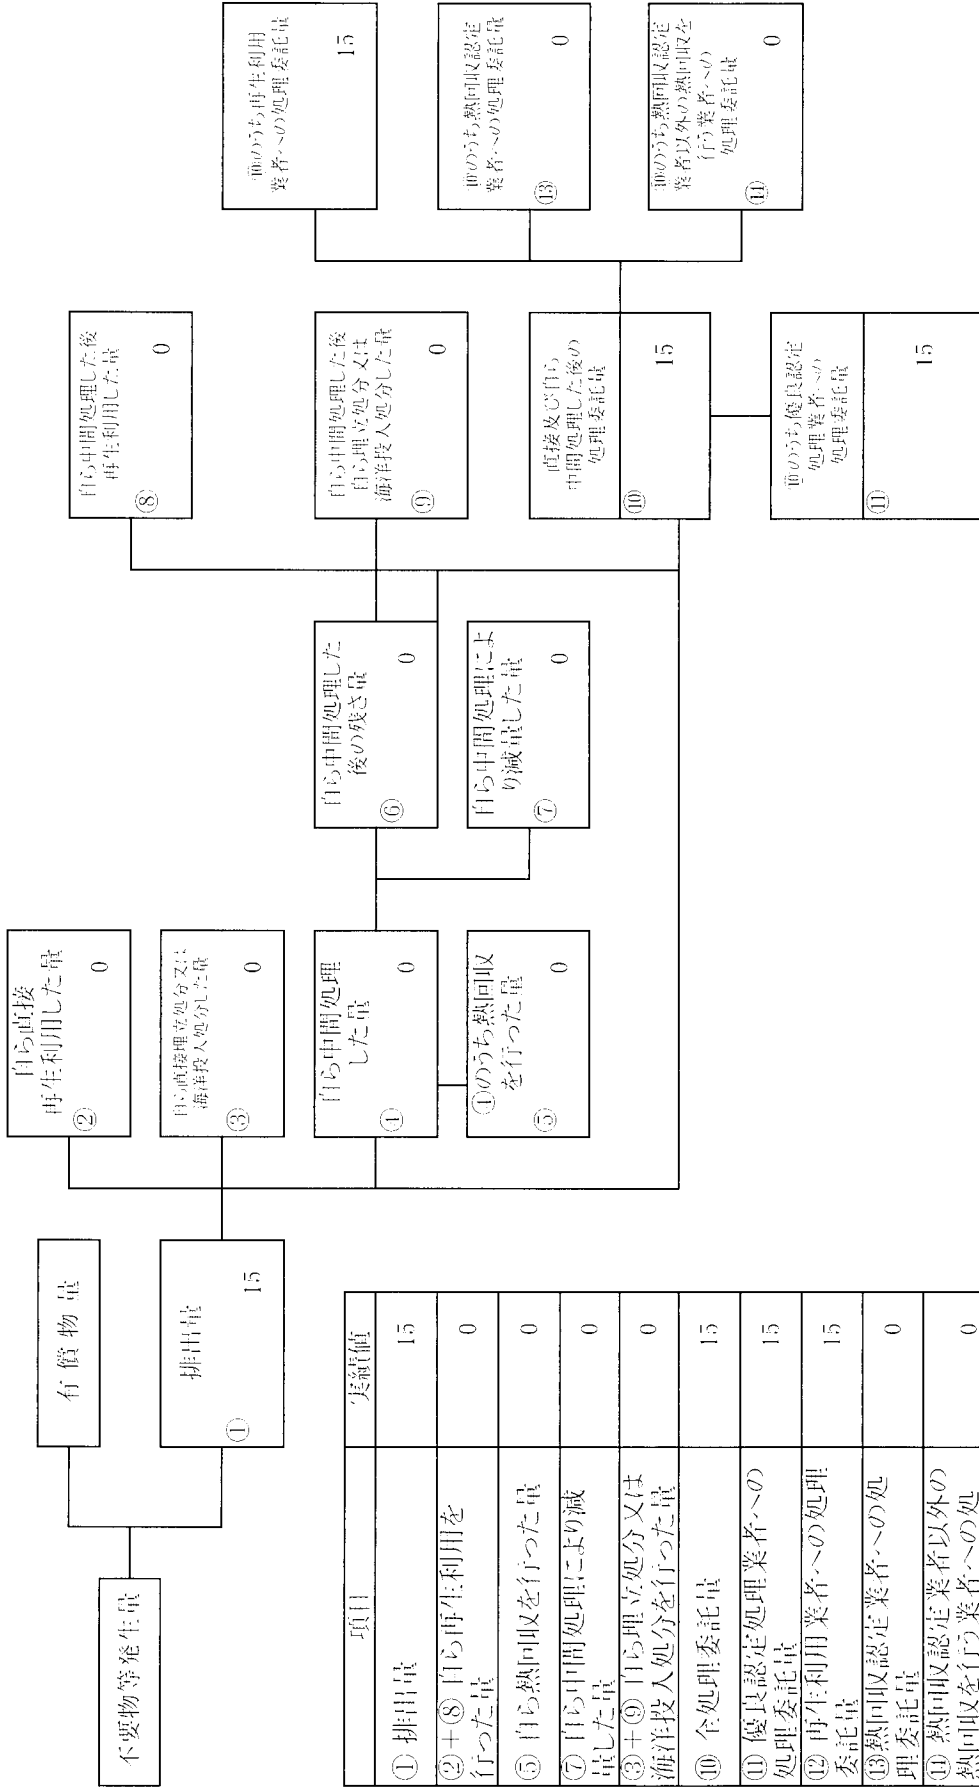 不要物等発生量
有償物量
排出量
①
15
自ら直接
再生利用した量
②
0
自ら直接埋立処分又は
海洋投入処分した量
③
0
自ら中間処理
した量
④
0
④のうち熱回収
を行った量
⑤
0
自ら中間処理した
後の残さ量
⑥
0
自ら中間処理によ
り減量した量
⑦
0
自ら中間処理した後
再生利用した量
⑧
0
自ら中間処理した後
自ら埋立処分又は
海洋投入処分した量
⑨
0
直接及び自ら
中間処理した後の
処理委託量
⑩
15
⑩のうち優良認定
処理業者への
処理委託量
⑪
15
⑩のうち再生利用
業者への処理委託量
15
⑩のうち熱回収認定
業者への処理委託量
⑬
0
⑩のうち熱回収認定
業者以外の熱回収を
行う業者への
処理委託量
⑭
0
項目 実績値
① 排出量 15
②＋⑧ 自ら再生利用を
行った量 0
⑤ 自ら熱回収を行った量 0
⑦ 自ら中間処理により減
量した量 0
③＋⑨ 自ら埋立処分又は
海洋投入処分を行った量 0
⑩ 全処理委託量 15
⑪ 優良認定処理業者への
処理委託量 15
⑫ 再生利用業者への処理
委託量 15
⑬熱回収認定業者への処
理委託量 0
⑭ 熱回収認定業者以外の
熱回収を行う業者への処 0